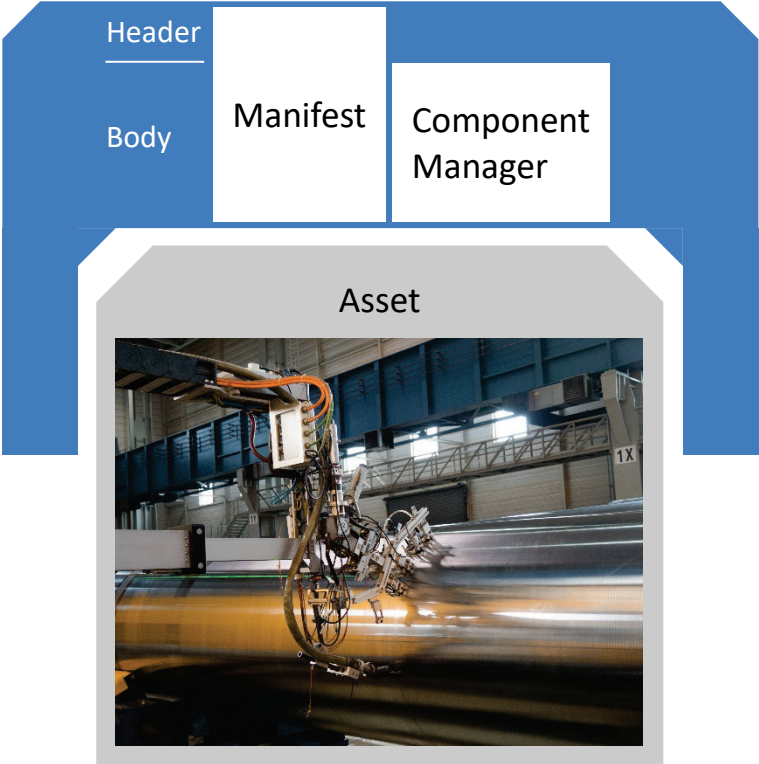 Header
Body
Manifest
Component
Manager
Asset
1X